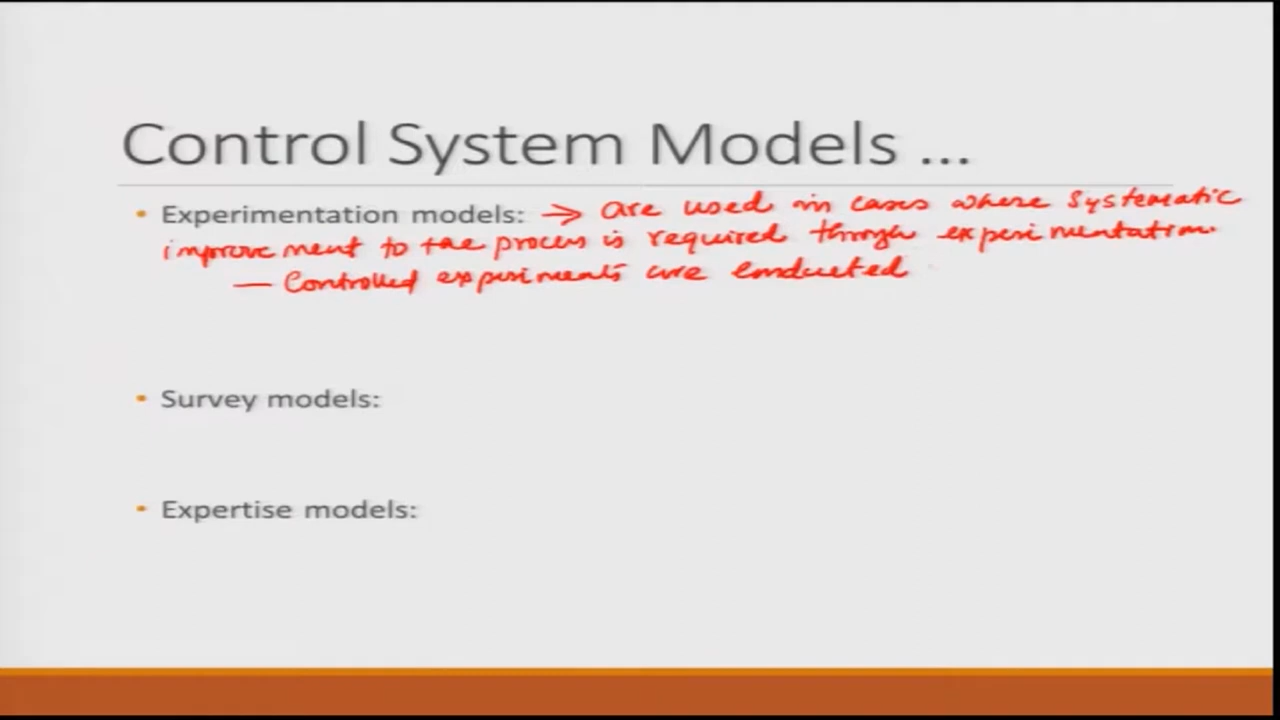 Control System Models ...
• Experimentation models: → are used in cases where Systematic
improvement to the process is required through experimentation.
— Controlled experiments are conducted
• Survey models:
• Expertise models: